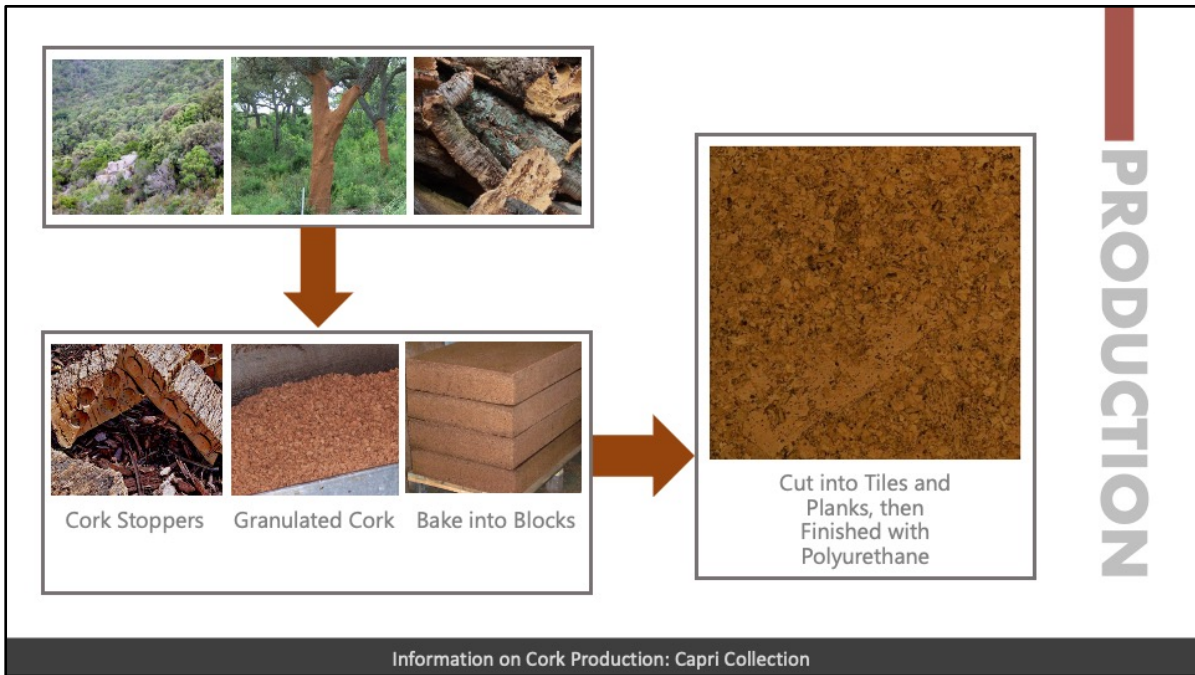 PRODUCTION
Cork Stoppers
Granulated Cork
Bake into Blocks
Cut into Tiles and
Planks, then
Finished with
Polyurethane
Information on Cork Production: Capri Collection